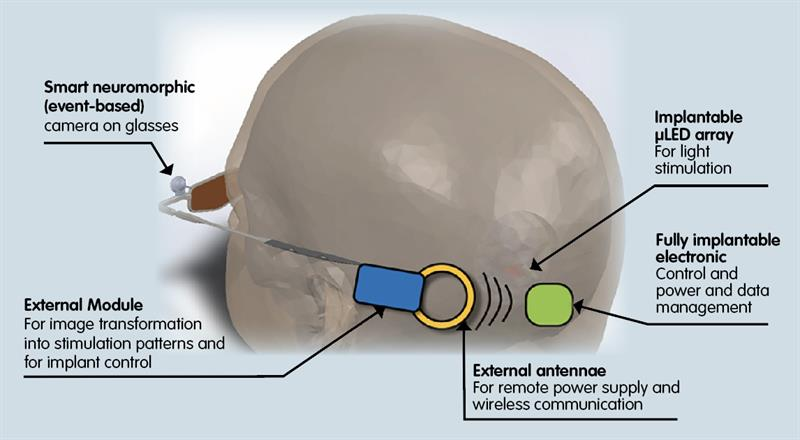 Smart neuromorphic
(event-based)
camera on glasses
Implantable
µLED array
For light
stimulation
Fully implantable
electronic
Control and
power and data
management
External Module
For image transformation
into stimulation patterns and
for implant control
External antennae
For remote power supply and
wireless communication